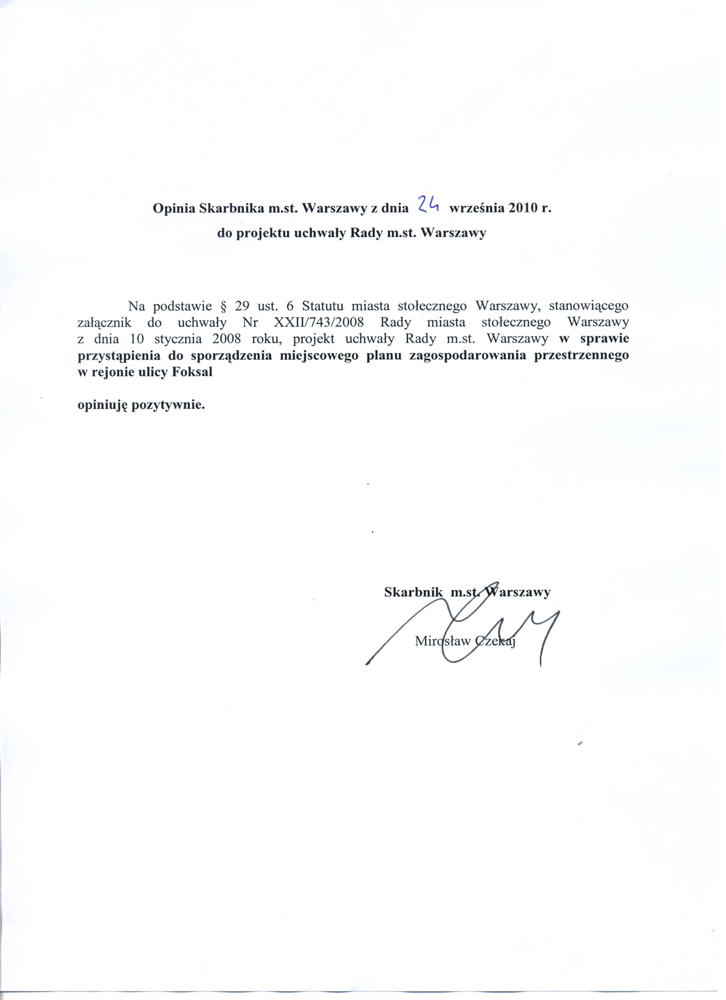 Opinia Skarbnika m.st. Warszawy z dnia 24 września 2010 r.
do projektu uchwały Rady m.st. Warszawy
Na podstawie § 29 ust. 6 Statutu miasta stołecznego Warszawy, stanowiącego
załącznik do uchwały Nr XXII/743/2008 Rady miasta stołecznego Warszawy
z dnia 10 stycznia 2008 roku, projekt uchwały Rady m.st. Warszawy w sprawie
przystąpienia do sporządzenia miejscowego planu zagospodarowania przestrzennego
w rejonie ulicy Foksal
opiniuję pozytywnie.
Skarbnik m.st. Warszawy
Mirosław Czekaj